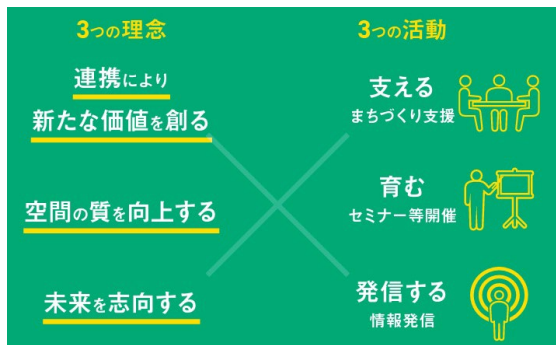 3つの理念
連携により
新たな価値を創る
空間の質を向上する
未来を志向する
3つの活動
支える
まちづくり支援
育む
セミナー等開催
発信する
情報発信